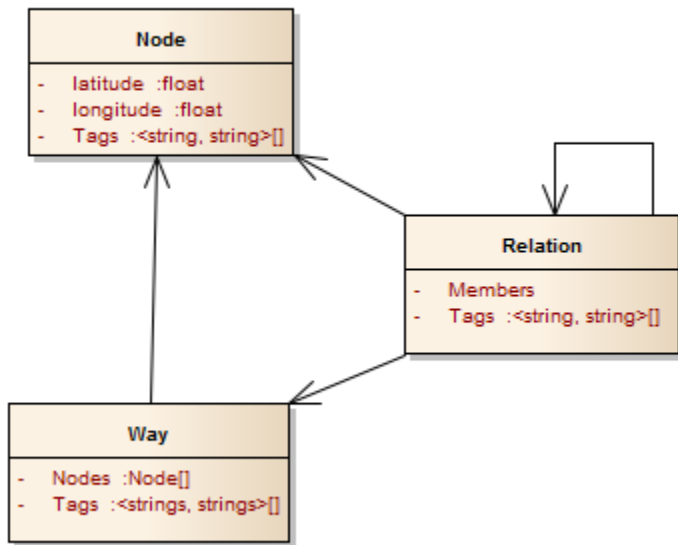 Node
- latitude :float
- longitude :float
- Tags :<string, string>[]
Relation
- Members
- Tags :<string, string>[]
Way
- Nodes :Node[]
- Tags :<strings, strings>[]